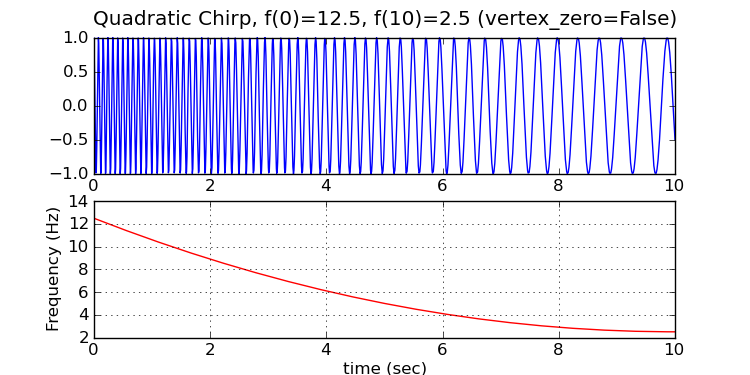 Quadratic Chirp, f(0)=12.5, f(10)=2.5 (vertex_zero=False)
1.0
0.5
0.0
−0.5
−1.0
0 2 4 6 8 10
14
12
10
8
6
4
2
Frequency (Hz)
0 2 4 6 8 10
time (sec)